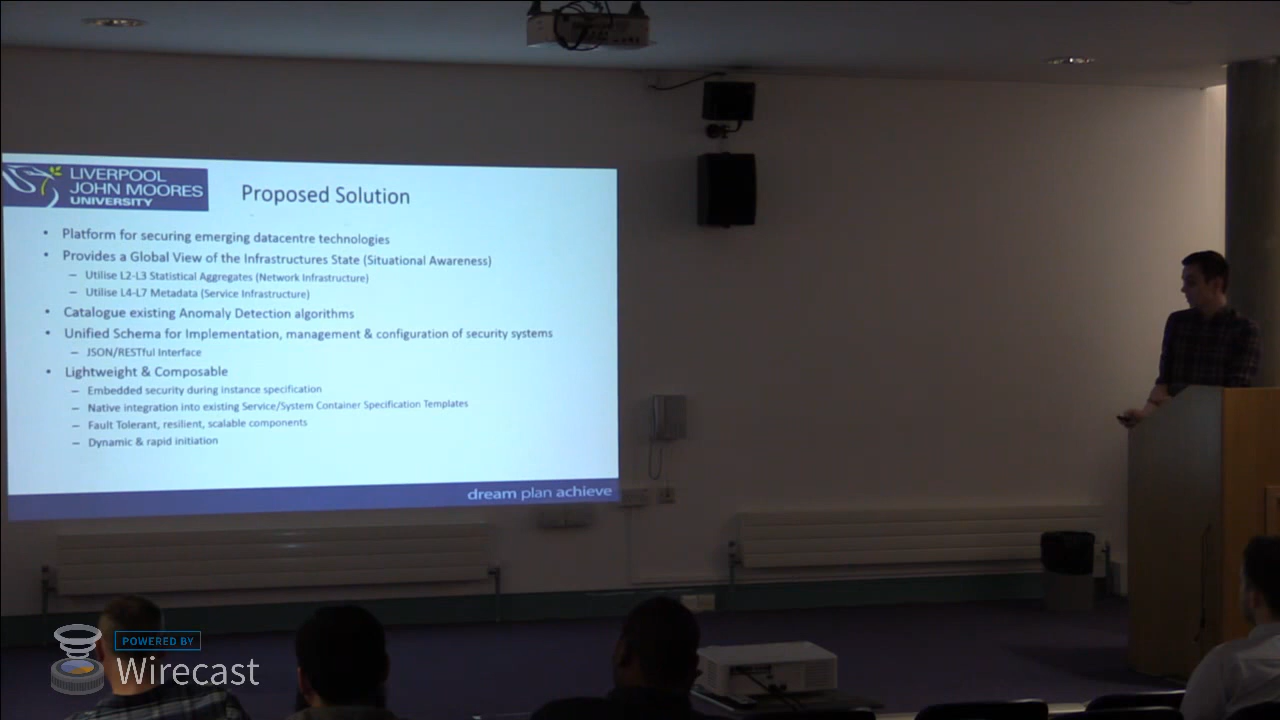 LIVERPOOL
JOHN MOORES
UNIVERSITY
Proposed Solution
• Platform for securing emerging datacentre technologies
• Provides a Global View of the Infrastructures State (Situational Awareness)
– Utilise L2-L3 Statistical Aggregates (Network Infrastructure)
– Utilise L4-L7 Metadata (Service Infrastructure)
• Catalogue existing Anomaly Detection algorithms
• Unified Schema for Implementation, management & configuration of security systems
– JSON/RESTful Interface
• Lightweight & Composable
– Embedded security during instance specification
– Native integration into existing Service/System Container Specification Templates
– Fault Tolerant, resilient, scalable components
– Dynamic & rapid initiation
dream plan achieve
POWERED BY
Wirecast